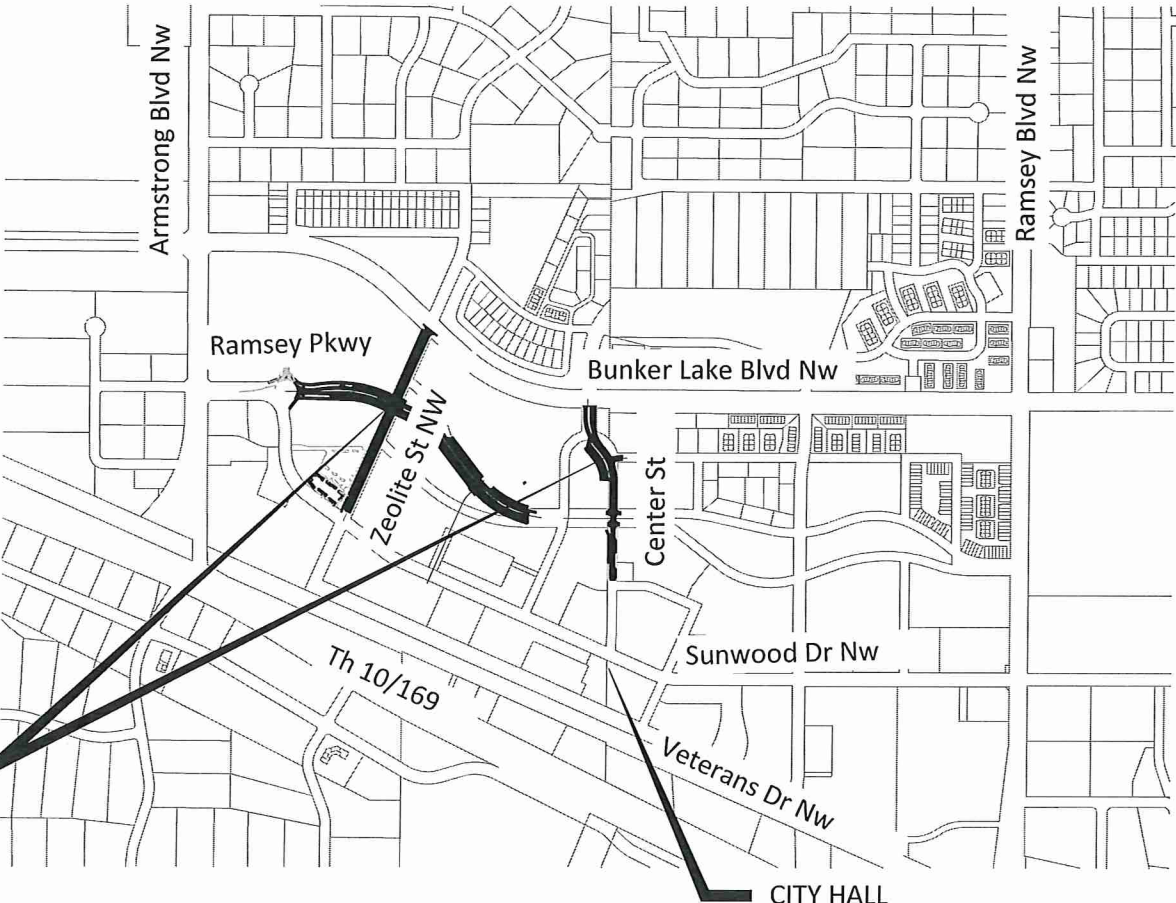 Armstrong Blvd Nw
Ramsey Blvd Nw
Ramsey Pkwy
Bunker Lake Blvd Nw
Zeolite St NW
Center St
Sunwood Dr Nw
Th 10/169
Veterans Dr Nw
CITY HALL